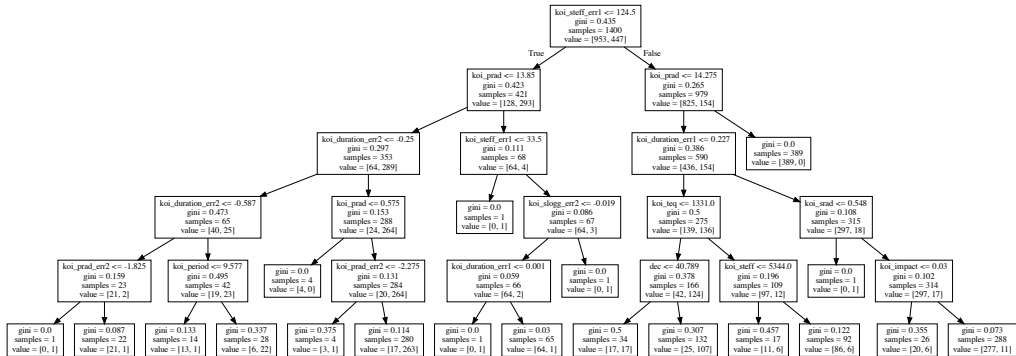 koi_steff_err1 <= 124.5
gini = 0.435
samples = 1400
value = [953, 447]
True
False
koi_prad <= 13.85
gini = 0.423
samples = 421
value = [128, 293]
koi_prad <= 14.275
gini = 0.265
samples = 979
value = [825, 154]
koi_duration_err2 <= -0.25
gini = 0.297
samples = 353
value = [64, 289]
koi_steff_err1 <= 33.5
gini = 0.111
samples = 68
value = [64, 4]
koi_duration_err1 <= 0.227
gini = 0.386
samples = 590
value = [436, 154]
gini = 0.0
samples = 389
value = [389, 0]
koi_duration_err2 <= -0.587
gini = 0.473
samples = 65
value = [40, 25]
koi_prad <= 0.575
gini = 0.153
samples = 288
value = [24, 264]
gini = 0.0
samples = 1
value = [0, 1]
koi_slogg_err2 <= -0.019
gini = 0.086
samples = 67
value = [64, 3]
koi_teq <= 1331.0
gini = 0.5
samples = 275
value = [139, 136]
koi_srad <= 0.548
gini = 0.108
samples = 315
value = [297, 18]
koi_prad_err2 <= -1.825
gini = 0.159
samples = 23
value = [21, 2]
koi_period <= 9.577
gini = 0.495
samples = 42
value = [19, 23]
gini = 0.0
samples = 4
value = [4, 0]
koi_prad_err2 <= -2.275
gini = 0.131
samples = 284
value = [20, 264]
koi_duration_err1 <= 0.001
gini = 0.059
samples = 66
value = [64, 2]
gini = 0.0
samples = 1
value = [0, 1]
dec <= 40.789
gini = 0.378
samples = 166
value = [42, 124]
koi_steff <= 5344.0
gini = 0.196
samples = 109
value = [97, 12]
gini = 0.0
samples = 1
value = [0, 1]
koi_impact <= 0.03
gini = 0.102
samples = 314
value = [297, 17]
gini = 0.0
samples = 1
value = [0, 1]
gini = 0.087
samples = 22
value = [21, 1]
gini = 0.133
samples = 14
value = [13, 1]
gini = 0.337
samples = 28
value = [6, 22]
gini = 0.375
samples = 4
value = [3, 1]
gini = 0.114
samples = 280
value = [17, 263]
gini = 0.0
samples = 1
value = [0, 1]
gini = 0.03
samples = 65
value = [64, 1]
gini = 0.5
samples = 34
value = [17, 17]
gini = 0.307
samples = 132
value = [25, 107]
gini = 0.457
samples = 17
value = [11, 6]
gini = 0.122
samples = 92
value = [86, 6]
gini = 0.355
samples = 26
value = [20, 6]
gini = 0.073
samples = 288
value = [277, 11]